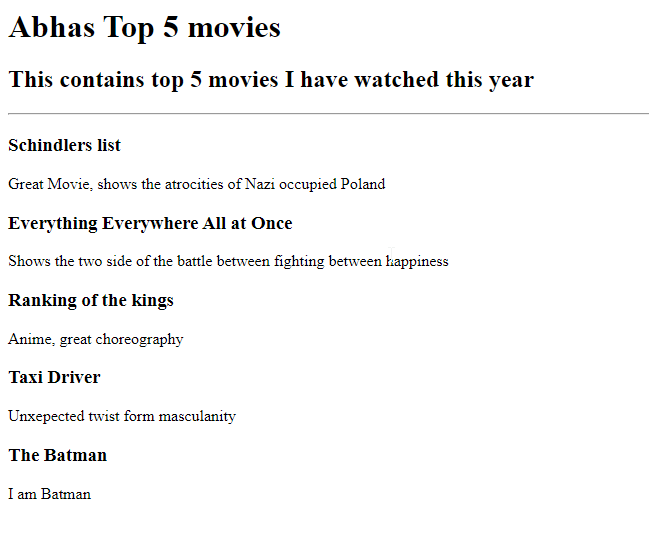 Abhas Top 5 movies
This contains top 5 movies I have watched this year
Schindlers list
Great Movie, shows the atrocities of Nazi occupied Poland
Everything Everywhere All at Once
Shows the two side of the battle between fighting between happiness
Ranking of the kings
Anime, great choreography
Taxi Driver
Unxepected twist form masculanity
The Batman
I am Batman